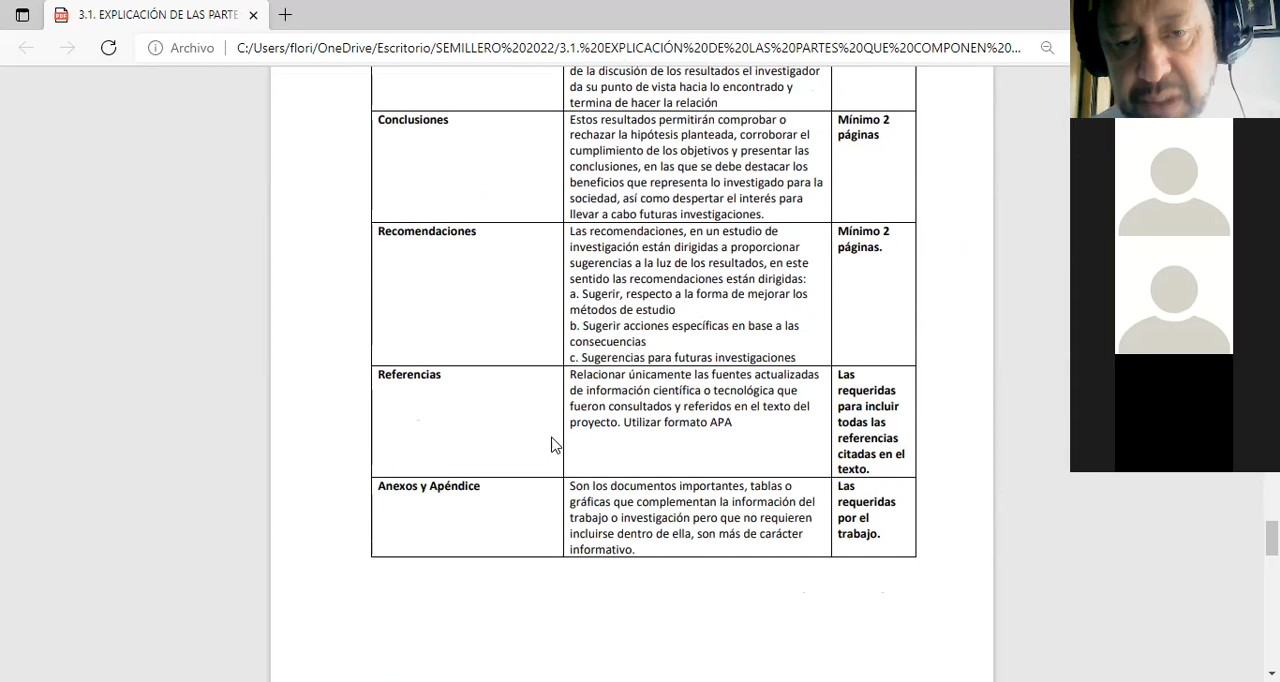 3.1. EXPLICACIÓN DE LAS PARTE
Archivo
C:/Users/flori/OneDrive/Escritorio/SEMILLERO%202022/3.1.%20EXPLICACIÓN%20DE%20LAS%20PARTES%20QUE%20COMPONEN%20...
de la discusión de los resultados el investigador
da su punto de vista hacia lo encontrado y
termina de hacer la relación
Conclusiones
Estos resultados permitirán comprobar o
rechazar la hipótesis planteada, corroborar el
cumplimiento de los objetivos y presentar las
conclusiones, en las que se debe destacar los
beneficios que representa lo investigado para la
sociedad, así como despertar el interés para
llevar a cabo futuras investigaciones.
Mínimo 2
páginas
Recomendaciones
Las recomendaciones, en un estudio de
investigación están dirigidas a proporcionar
sugerencias a la luz de los resultados, en este
sentido las recomendaciones están dirigidas:
a. Sugerir, respecto a la forma de mejorar los
métodos de estudio
b. Sugerir acciones específicas en base a las
consecuencias
c. Sugerencias para futuras investigaciones
Mínimo 2
páginas.
Referencias
Relacionar únicamente las fuentes actualizadas
de información científica o tecnológica que
fueron consultados y referidos en el texto del
proyecto. Utilizar formato APA
Las
requeridas
para incluir
todas las
referencias
citadas en el
texto.
Anexos y Apéndice
Son los documentos importantes, tablas o
gráficas que complementan la información del
trabajo o investigación pero que no requieren
incluirse dentro de ella, son más de carácter
informativo.
Las
requeridas
por el
trabajo.